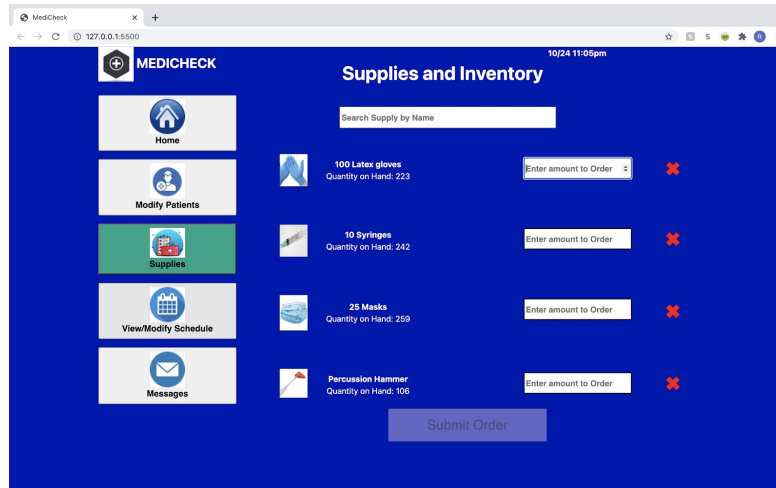 MediCheck
127.0.0.1:5500
S
R
MEDICHECK
10/24 11:05pm
Supplies and Inventory
Search Supply by Name
Home
100 Latex gloves
Quantity on Hand: 223
Enter amount to Order
Modify Patients
10 Syringes
Quantity on Hand: 242
Enter amount to Order
Supplies
25 Masks
Quantity on Hand: 259
Enter amount to Order
View/Modify Schedule
Percussion Hammer
Quantity on Hand: 106
Enter amount to Order
Messages
Submit Order